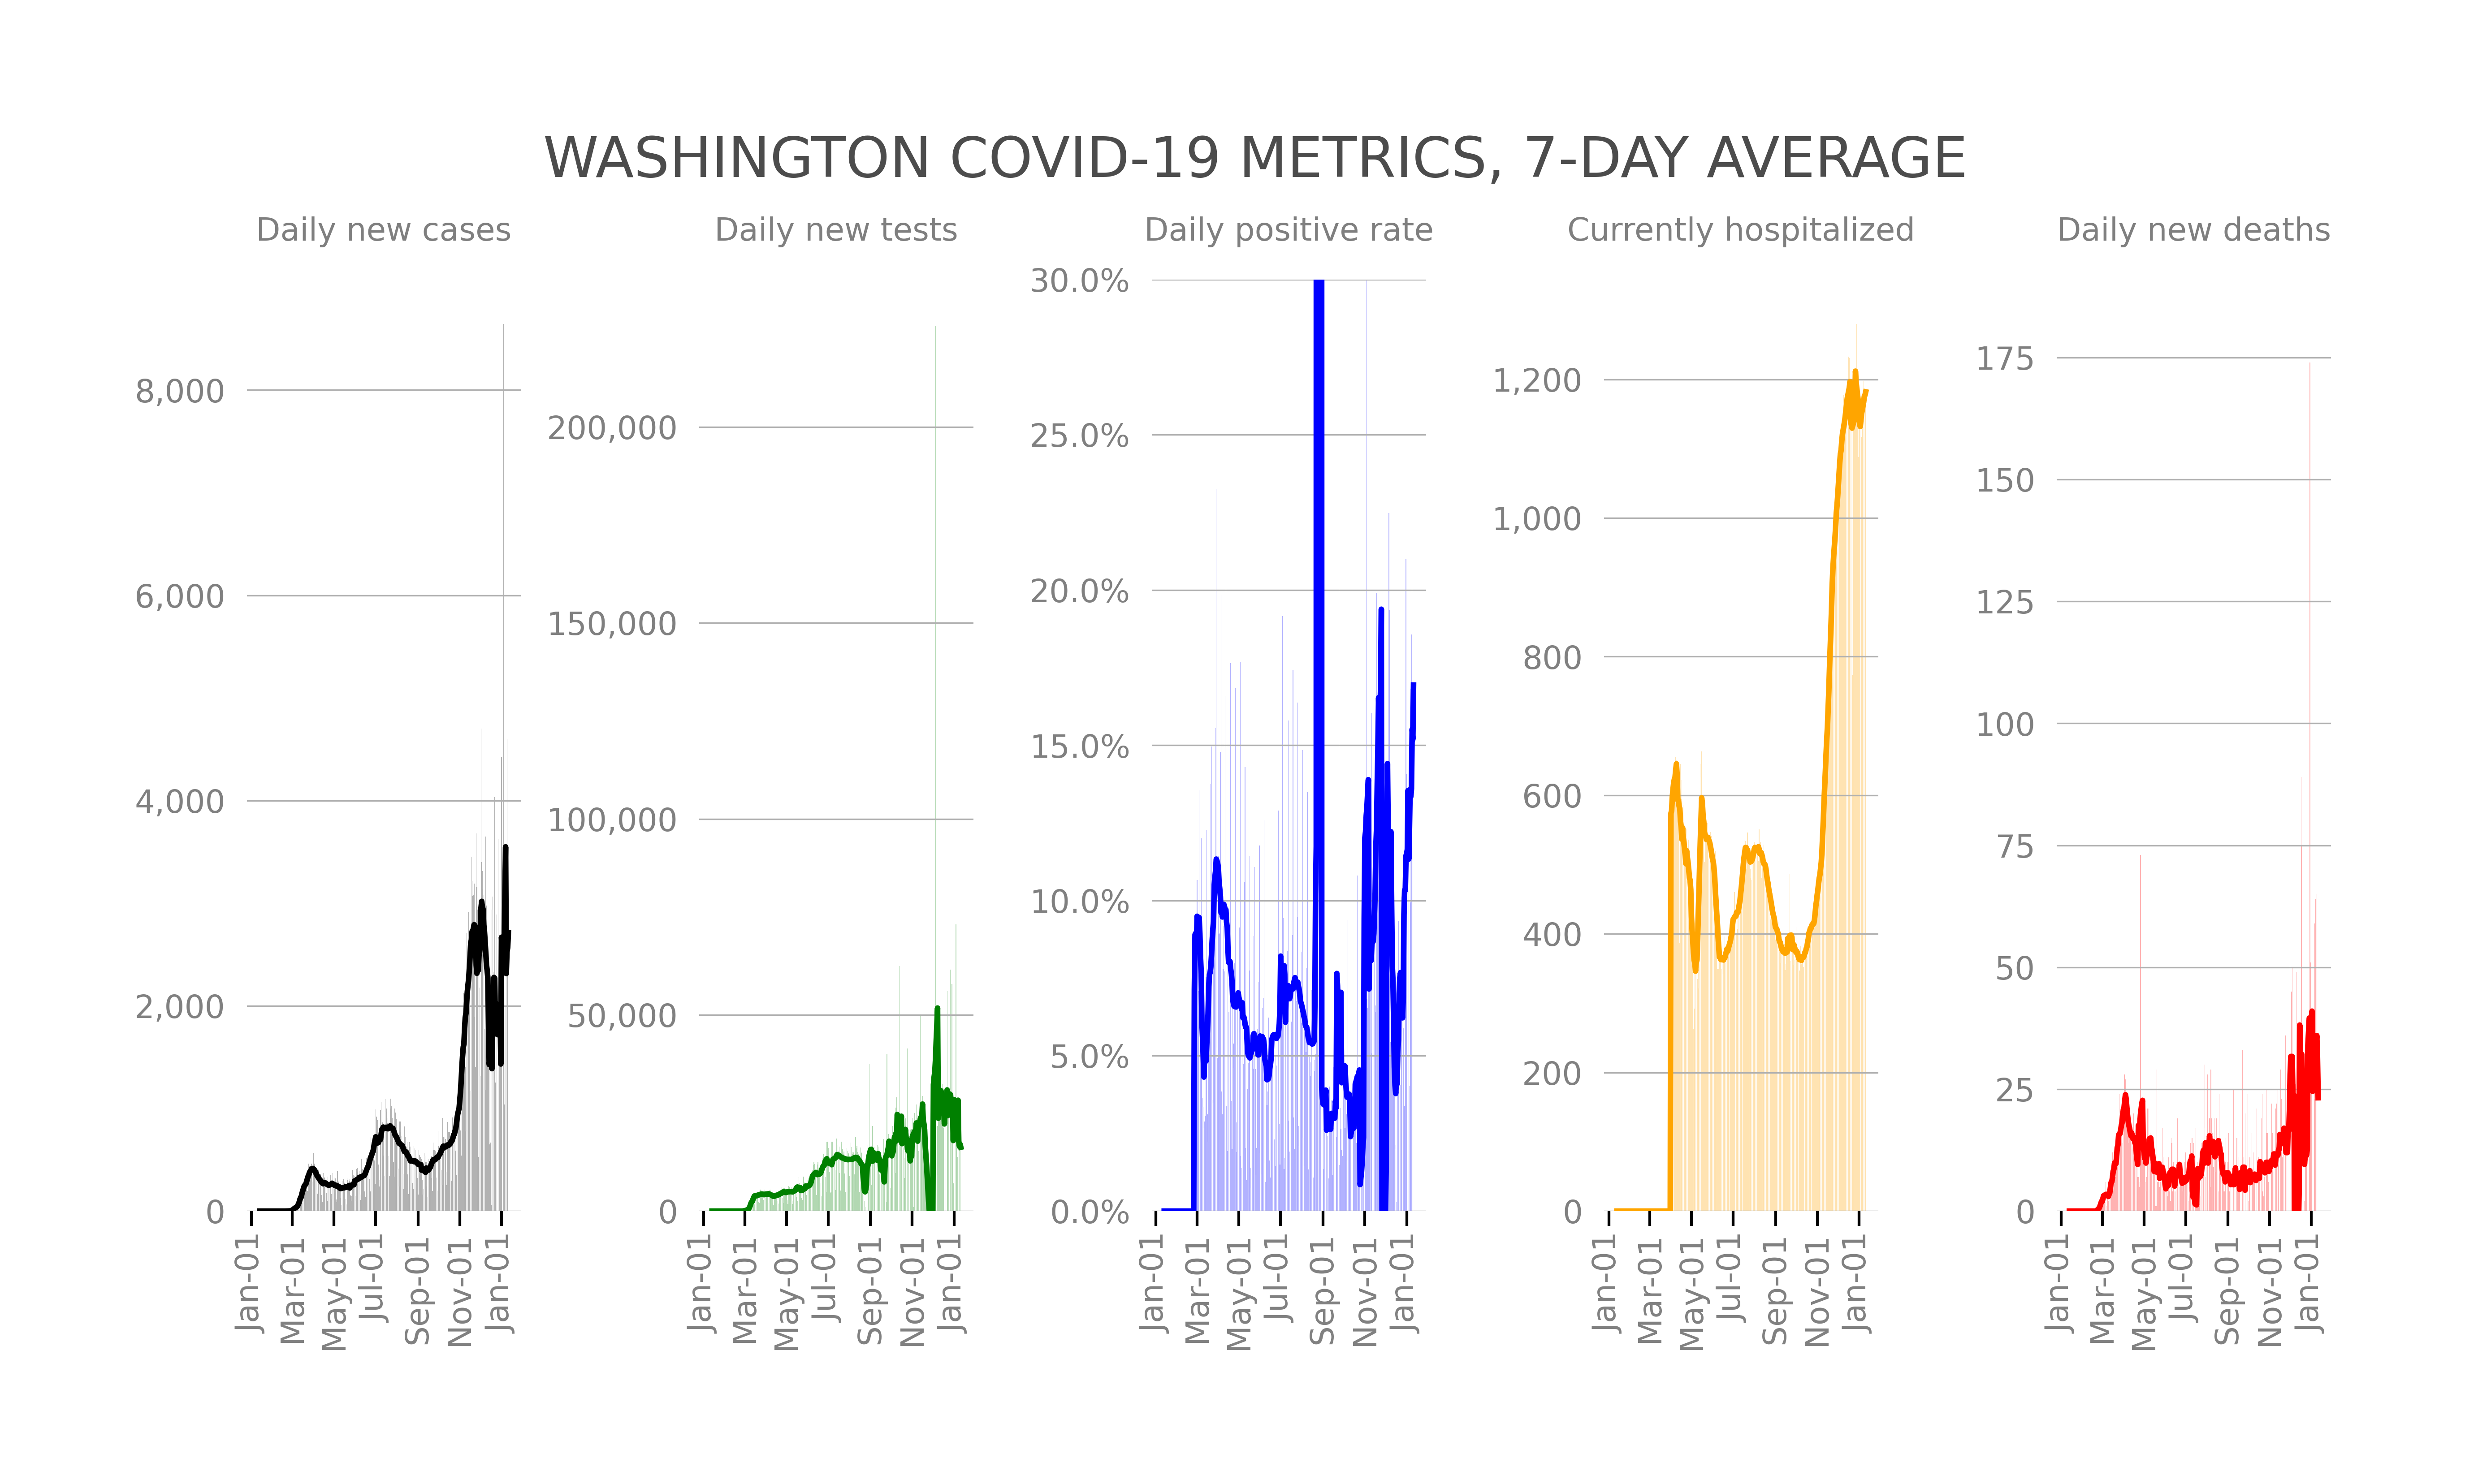 WASHINGTON COVID-19 METRICS, 7-DAY AVERAGE
Daily new cases
8,000
6,000
4,000
2,000
0
Jan-01
Mar-01
May-01
Jul-01
Sep-01
Nov-01
Jan-01
Daily new tests
200,000
150,000
100,000
50,000
0
Jan-01
Mar-01
May-01
Jul-01
Sep-01
Nov-01
Jan-01
Daily positive rate
30.0%
25.0%
20.0%
15.0%
10.0%
5.0%
0.0%
Jan-01
Mar-01
May-01
Jul-01
Sep-01
Nov-01
Jan-01
Currently hospitalized
1,200
1,000
800
600
400
200
0
Jan-01
Mar-01
May-01
Jul-01
Sep-01
Nov-01
Jan-01
Daily new deaths
175
150
125
100
75
50
25
0
Jan-01
Mar-01
May-01
Jul-01
Sep-01
Nov-01
Jan-01